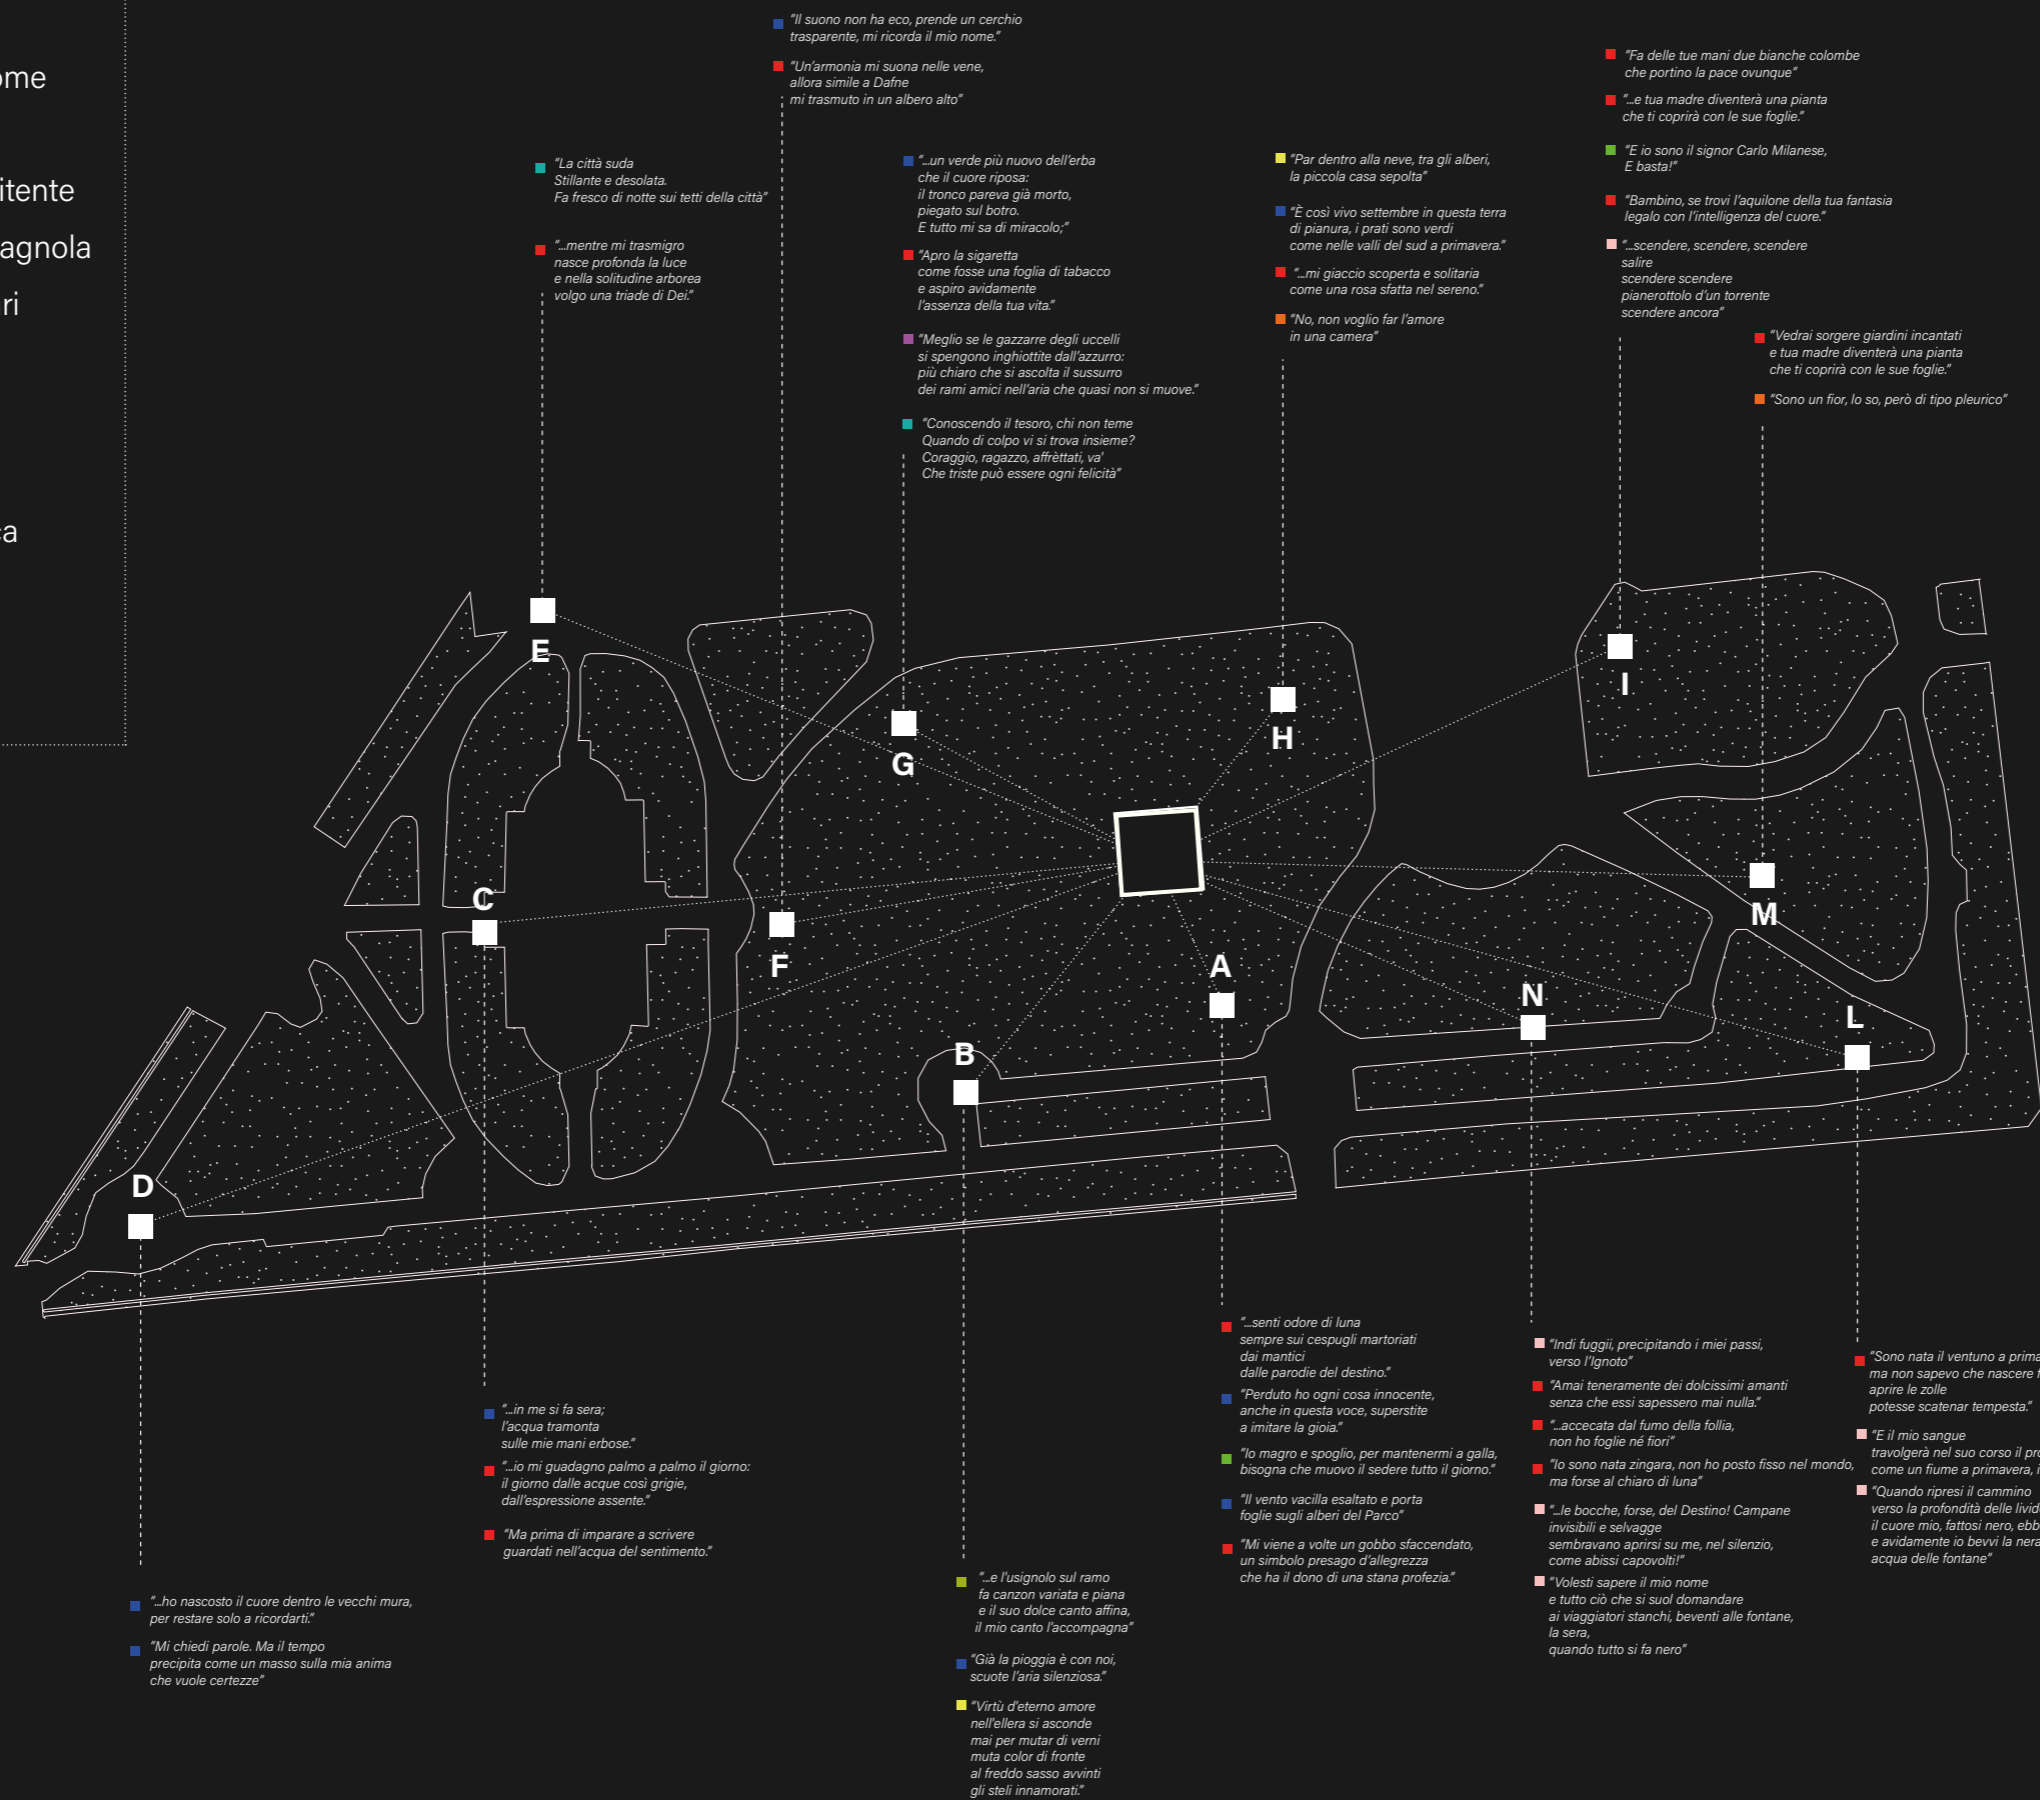 ome
itente
agnola
ri
ca
"Il suono non ha eco, prende un cerchio
trasparente, mi ricorda il mio nome."
"Un'armonia mi suona nelle vene,
allora simile a Dafne
mi trasmuto in un albero alto"
"La città suda
Stillante e desolata.
Fa fresco di notte sui tetti della città"
"...mentre mi trasmigro
nasce profonda la luce
e nella solitudine arborea
volgo una triade di Dei."
"...un verde più nuovo dell'erba
che il cuore riposa:
il tronco pareva già morto,
piegato sul botro.
E tutto mi sa di miracolo;"
"Apro la sigaretta
come fosse una foglia di tabacco
e aspiro avidamente
l'assenza della tua vita."
"Meglio se le gazzarre degli uccelli
si spengono inghiottite dall'azzurro:
più chiaro che si ascolta il sussurro
dei rami amici nell'aria che quasi non si muove."
"Conoscendo il tesoro, chi non teme
Quando di colpo vi si trova insieme?
Coraggio, ragazzo, affrèttati, va'
Che triste può essere ogni felicità"
"Par dentro alla neve, tra gli alberi,
la piccola casa sepolta"
"È così vivo settembre in questa terra
di pianura, i prati sono verdi
come nelle valli del sud a primavera."
"...mi giaccio scoperta e solitaria
come una rosa sfatta nel sereno."
"No, non voglio far l'amore
in una camera"
"Fa delle tue mani due bianche colombe
che portino la pace ovunque"
"...e tua madre diventerà una pianta
che ti coprirà con le sue foglie."
"E io sono il signor Carlo Milanese,
E basta!"
"Bambino, se trovi l'aquilone della tua fantasia
legalo con l'intelligenza del cuore."
"...scendere, scendere, scendere
salire
scendere scendere
pianerottolo d'un torrente
scendere ancora"
"Vedrai sorgere giardini incantati
e tua madre diventerà una pianta
che ti coprirà con le sue foglie."
"Sono un fior, lo so, però di tipo pleurico"
E
I
G
H
C
M
F
A
N
L
B
D
"...ho nascosto il cuore dentro le vecchi mura,
per restare solo a ricordarti."
"Mi chiedi parole. Ma il tempo
precipita come un masso sulla mia anima
che vuole certezze"
"...in me si fa sera;
l'acqua tramonta
sulle mie mani erbose."
"...io mi guadagno palmo a palmo il giorno:
il giorno dalle acque così grigie,
dall'espressione assente."
"Ma prima di imparare a scrivere
guardati nell'acqua del sentimento."
"...e l'usignolo sul ramo
fa canzon variata e piana
e il suo dolce canto affina,
il mio canto l'accompagna"
"Già la pioggia è con noi,
scuote l'aria silenziosa."
"Virtù d'eterno amore
nell'ellera si asconde
mai per mutar di verni
muta color di fronte
al freddo sasso avvinti
gli steli innamorati."
"...senti odore di luna
sempre sui cespugli martoriati
dai mantici
dalle parodie del destino."
"Perduto ho ogni cosa innocente,
anche in questa voce, superstite
a imitare la gioia."
"Io magro e spoglio, per mantenermi a galla,
bisogna che muovo il sedere tutto il giorno."
"Il vento vacilla esaltato e porta
foglie sugli alberi del Parco"
"Mi viene a volte un gobbo sfaccendato,
un simbolo presago d'allegrezza
che ha il dono di una stana profezia."
"Indi fuggii, precipitando i miei passi,
verso l'Ignoto"
"Amai teneramente dei dolcissimi amanti
senza che essi sapessero mai nulla."
"...accecata dal fumo della follia,
non ho foglie né fiori"
"Io sono nata zingara, non ho posto fisso nel mondo,
ma forse al chiaro di luna"
"...le bocche, forse, del Destino! Campane
invisibili e selvagge
sembravano aprirsi su me, nel silenzio,
come abissi capovolti!"
"Volesti sapere il mio nome
e tutto ciò che si suol domandare
ai viaggiatori stanchi, beventi alle fontane,
la sera,
quando tutto si fa nero"
"Sono nata il ventuno a prima
ma non sapevo che nascere f
aprire le zolle
potesse scatenar tempesta."
"E il mio sangue
travolgerà nel suo corso il pro
come un fiume a primavera, i
"Quando ripresi il cammino
verso la profondità delle livid
il cuore mio, fattosi nero, ebb
e avidamente io bevvi la nera
acqua delle fontane"